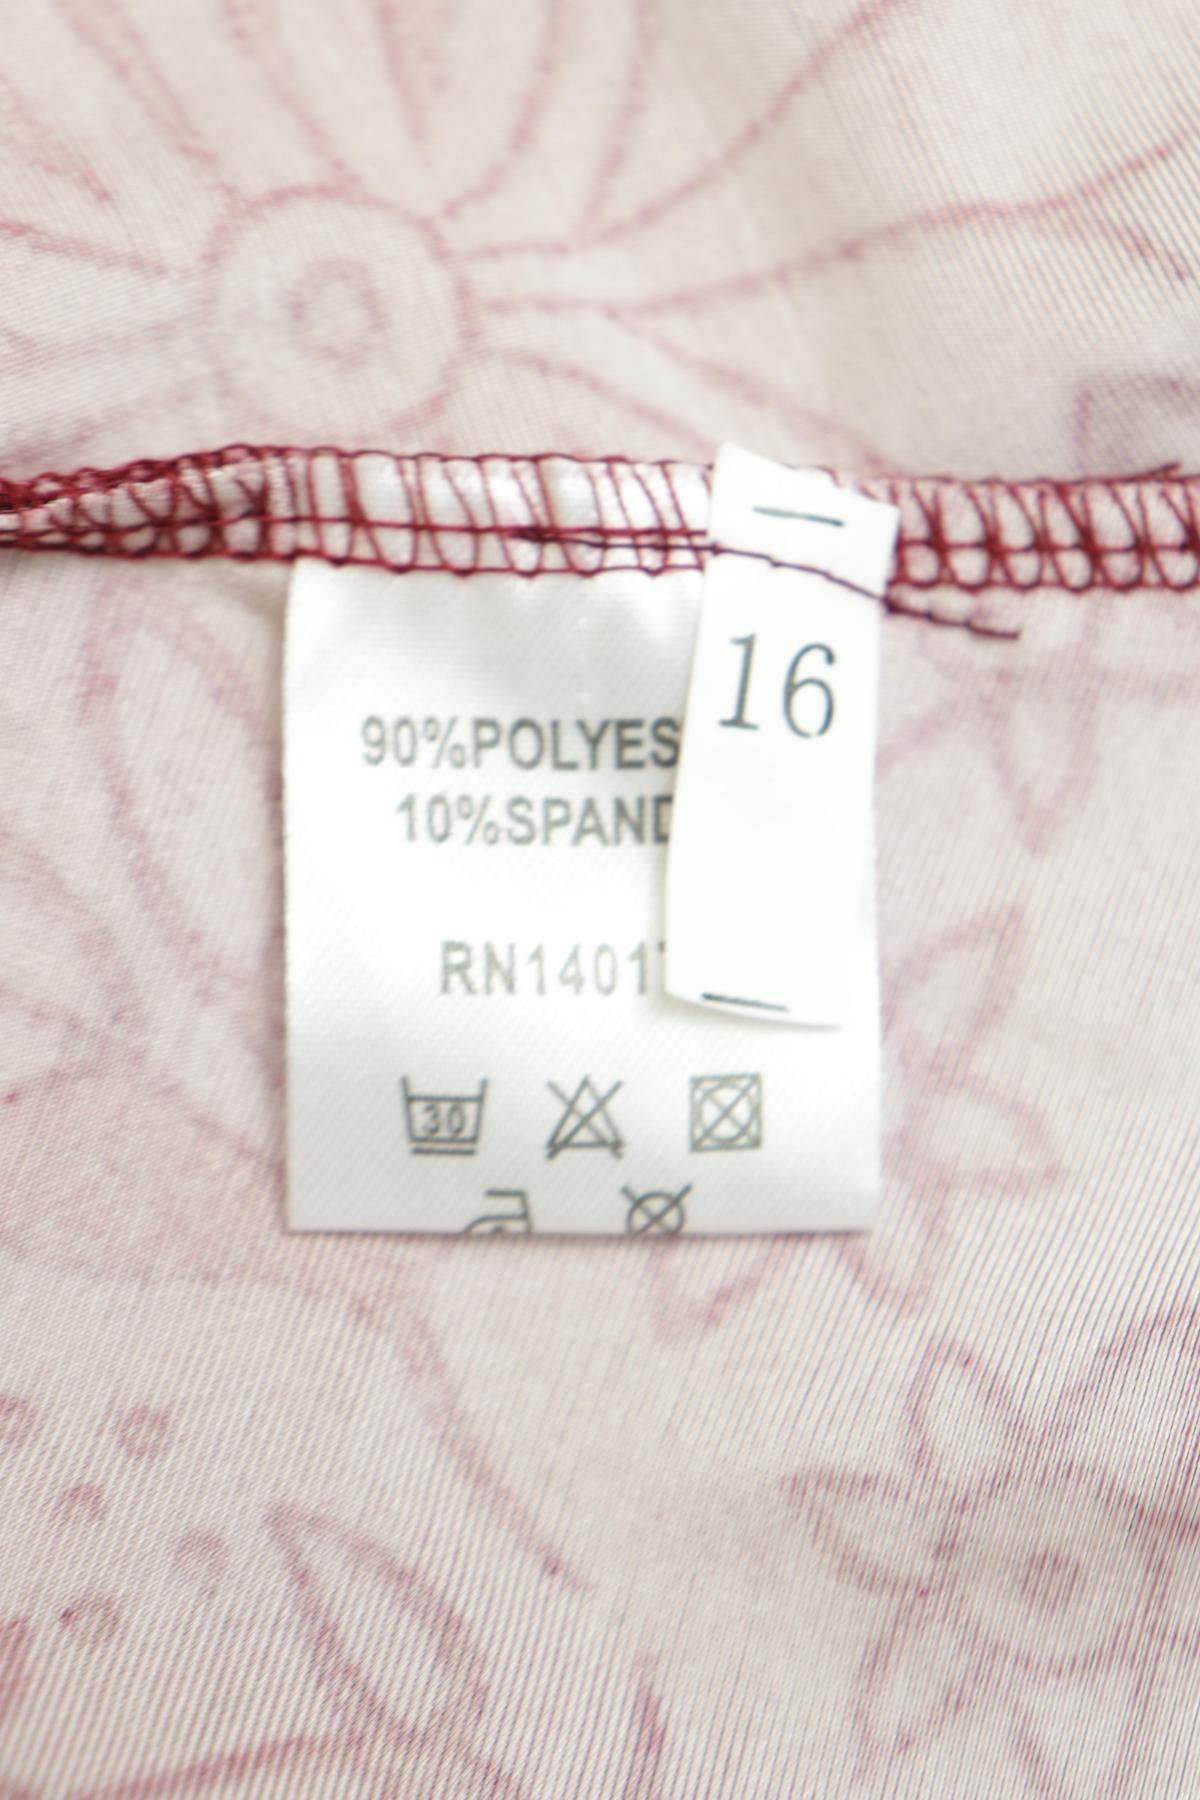 16
90%POLYES
10%SPAND
RN1401
30